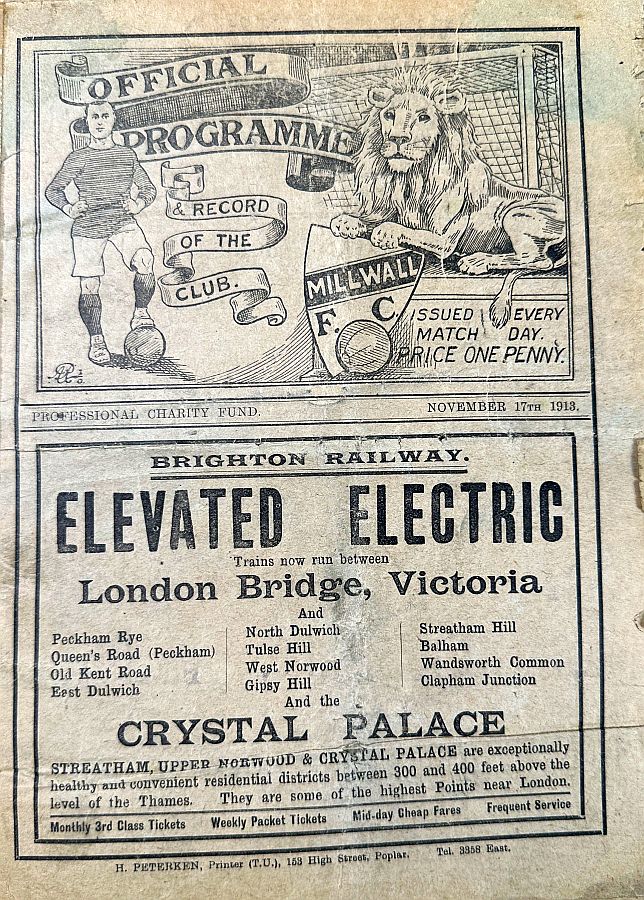 OFFICIAL
PROGRAMME
& RECORD
OF THE
CLUB.
MILLWALL
F. C.
ISSUED EVERY
MATCH DAY.
PRICE ONE PENNY.
PROFESSIONAL CHARITY FUND.
NOVEMBER 17TH 1913.
BRIGHTON RAILWAY.
ELEVATED ELECTRIC
Trains now run between
London Bridge, Victoria
And
Peckham Rye
Queen's Road (Peckham)
Old Kent Road
East Dulwich
North Dulwich
Tulse Hill
West Norwood
Gipsy Hill
Streatham Hill
Balham
Wandsworth Common
Clapham Junction
And the
CRYSTAL PALACE
STREATHAM, UPPER NORWOOD & CRYSTAL PALACE are exceptionally
healthy and convenient residential districts between 300 and 400 feet above the
level of the Thames. They are some of the highest Points near London.
Monthly 3rd Class Tickets Weekly Packet Tickets Mid-day Cheap Fares Frequent Service
H. PETERKEN, Printer (T.U.), 153 High Street, Poplar. Tel. 3358 East.